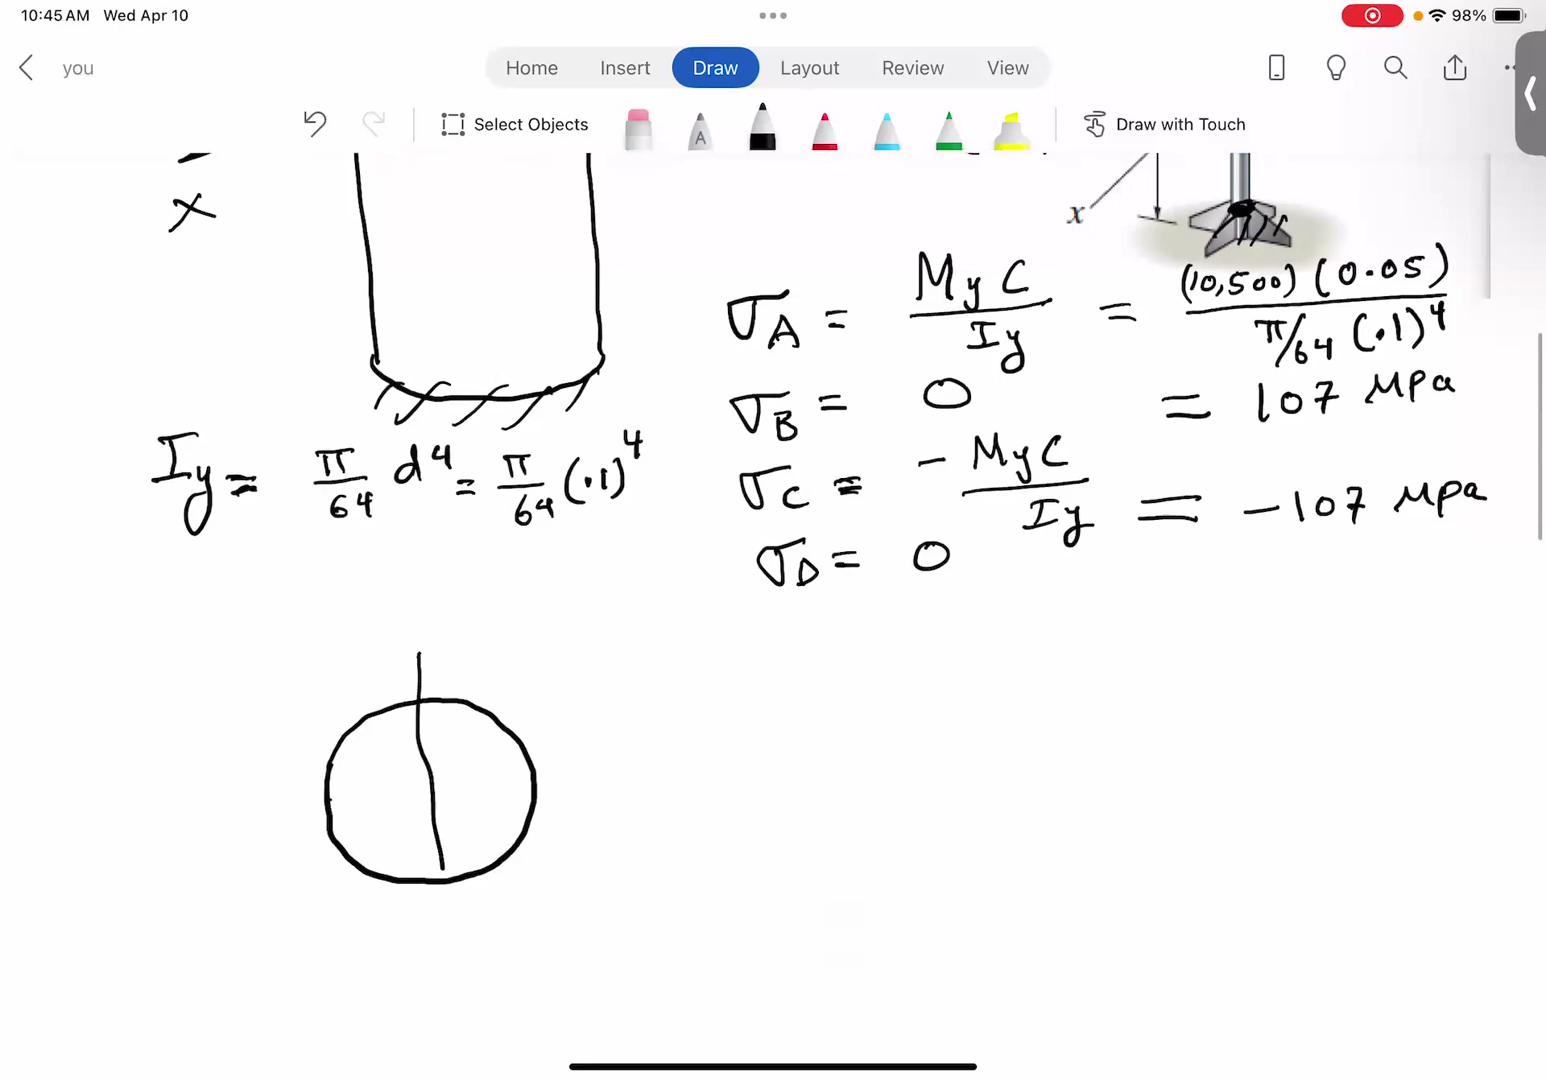 10:45 AM Wed Apr 10
98%
you
Home Insert Draw Layout Review View
Select Objects
A
Draw with Touch
x
x
σA = MyC / Iy = (10,500) (0.05) / π/64 (.1)^4
= 107 MPa
σB = 0
σC = - MyC / Iy = -107 MPa
σD = 0
Iy = π/64 d^4 = π/64 (.1)^4